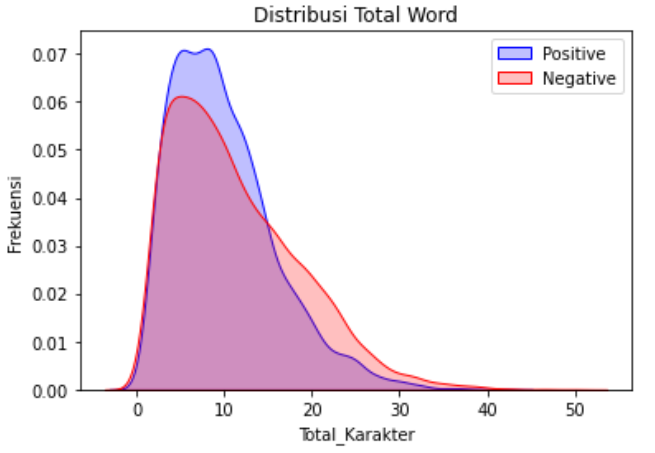 Distribusi Total Word
Positive
Negative
0.07
0.06
0.05
0.04
0.03
0.02
0.01
0.00
Frekuensi
0 10 20 30 40 50
Total_Karakter